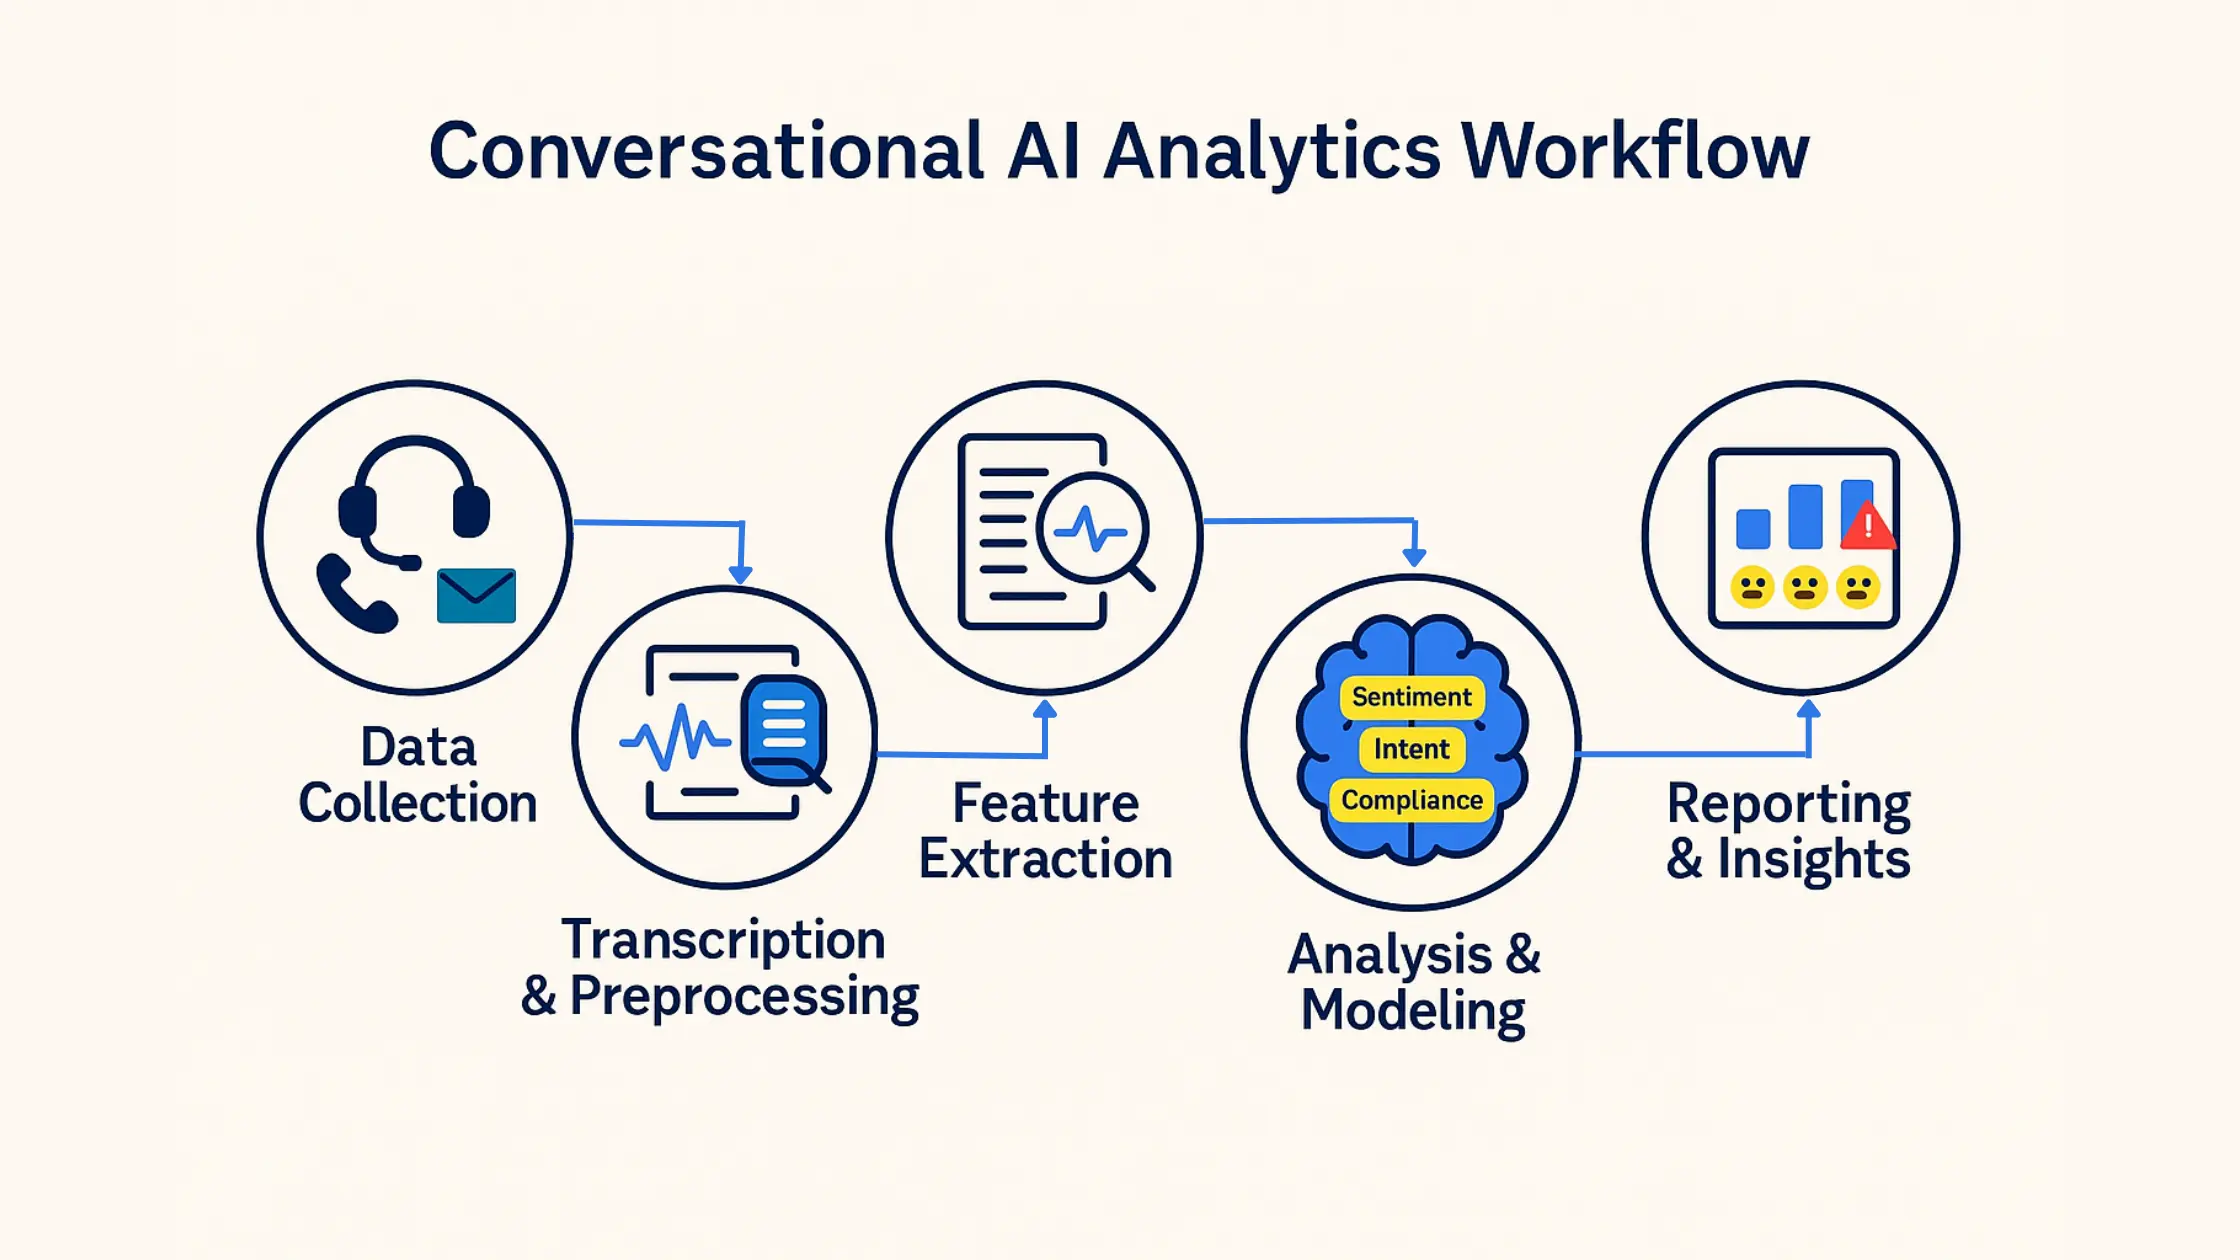 Conversational AI Analytics Workflow
Data
Collection
Transcription
& Preprocessing
Feature
Extraction
Sentiment
Intent
Compliance
Analysis &
Modeling
!
Reporting
& Insights